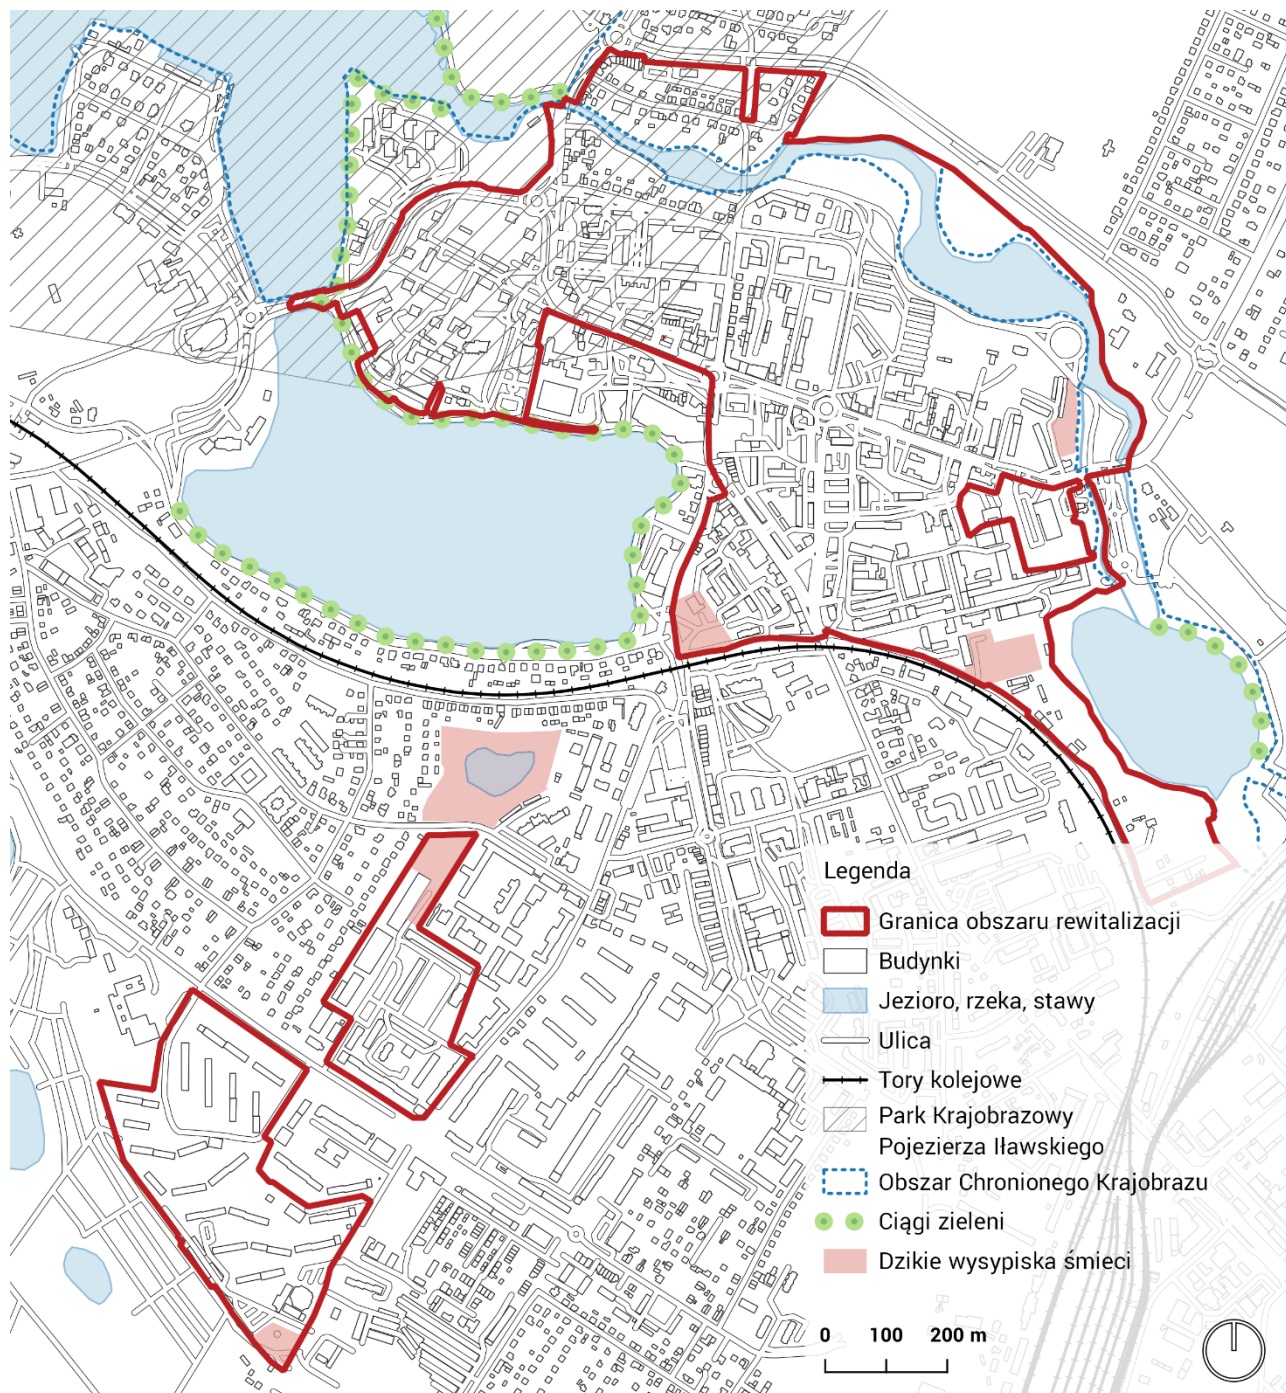 Legenda
Granica obszaru rewitalizacji
Budynki
Jezioro, rzeka, stawy
Ulica
Tory kolejowe
Park Krajobrazowy
Pojezierza Iławskiego
Obszar Chronionego Krajobrazu
Ciągi zieleni
Dzikie wysypiska śmieci
0 100 200 m